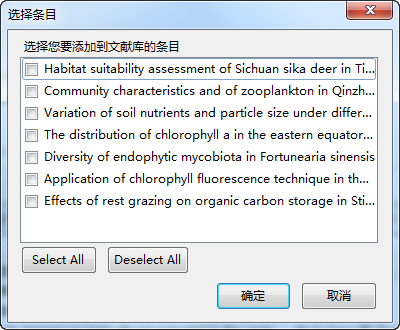 选择条目
选择您要添加到文献库的条目
Habitat suitability assessment of Sichuan sika deer in Ti...
Community characteristics and of zooplankton in Qinzh...
Variation of soil nutrients and particle size under differ...
The distribution of chlorophyll a in the eastern equator...
Diversity of endophytic mycobiota in Fortunearia sinensis
Application of chlorophyll fluorescence technique in th...
Effects of rest grazing on organic carbon storage in Sti...
Select All
Deselect All
确定
取消